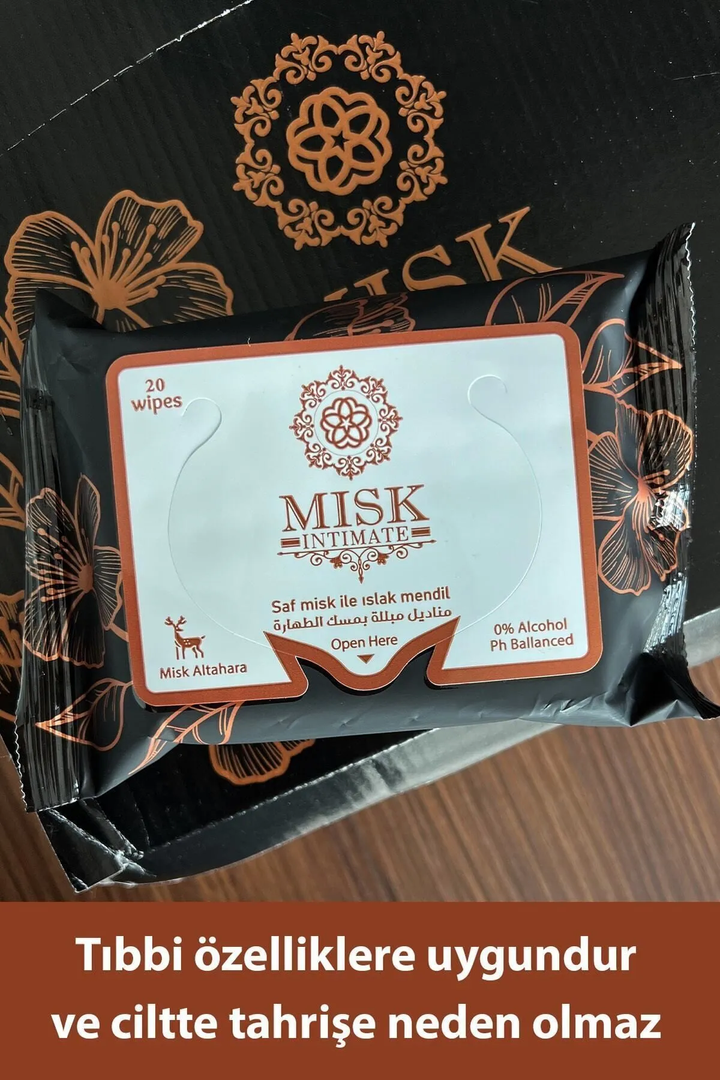 MISK
20
wipes
MISK
INTIMATE
Saf misk ile ıslak mendil
مناديل مبللة بمسك الطهارة
Open Here
Misk Altahara
0% Alcohol
Ph Ballanced
Tıbbi özelliklere uygundur
ve ciltte tahrişe neden olmaz